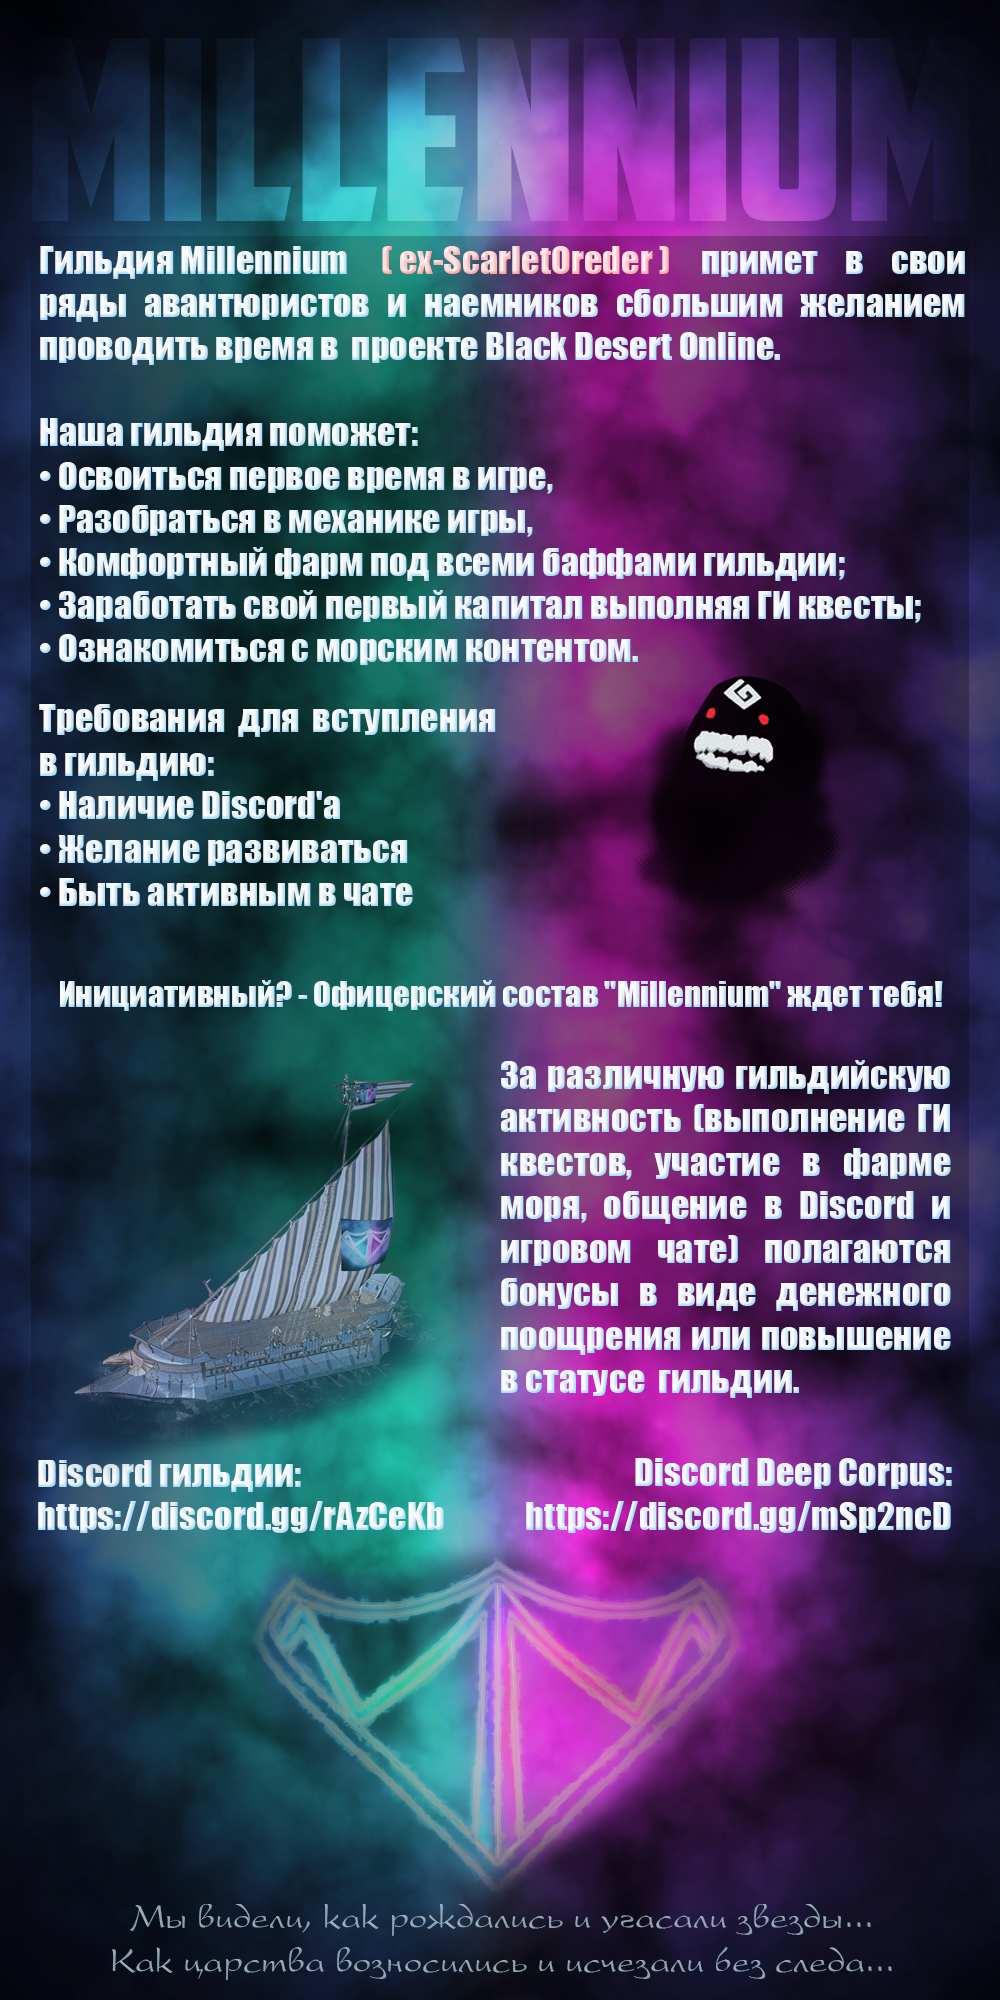 MILLENNIUM
Гильдия Millennium ( ex-ScarletOreder ) примет в свои
ряды авантюристов и наемников сбольшим желанием
проводить время в проекте Black Desert Online.
Наша гильдия поможет:
• Освоиться первое время в игре,
• Разобраться в механике игры,
• Комфортный фарм под всеми баффами гильдии;
• Заработать свой первый капитал выполняя ГИ квесты;
• Ознакомиться с морским контентом.
Требования для вступления
в гильдию:
• Наличие Discord'а
• Желание развиваться
• Быть активным в чате
Инициативный? - Офицерский состав "Millennium" ждет тебя!
За различную гильдийскую
активность (выполнение ГИ
квестов, участие в фарме
моря, общение в Discord и
игровом чате) полагаются
бонусы в виде денежного
поощрения или повышение
в статусе гильдии.
Discord гильдии:
https://discord.gg/rAzCeKb
Discord Deep Corpus:
https://discord.gg/mSp2ncD
Мы видели, как рождались и угасали звезды...
Как царства возносились и исчезали без следа...